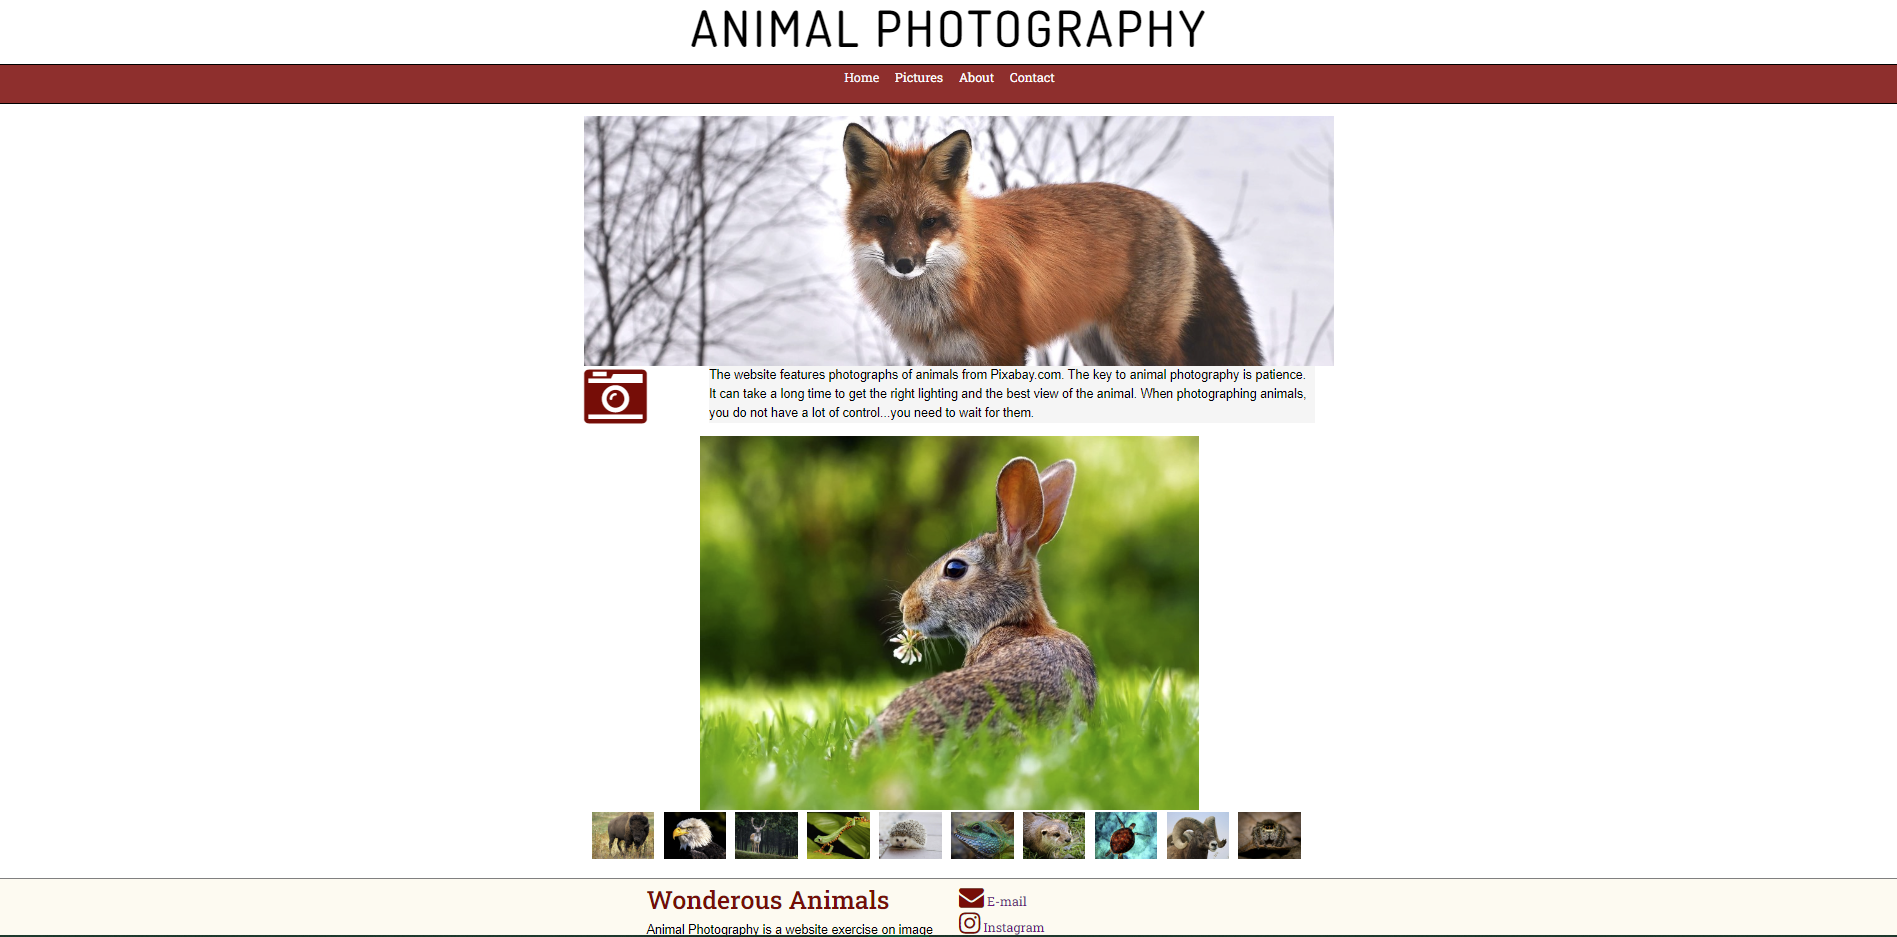 ANIMAL PHOTOGRAPHY
Home Pictures About Contact
The website features photographs of animals from Pixabay.com. The key to animal photography is patience.
It can take a long time to get the right lighting and the best view of the animal. When photographing animals,
you do not have a lot of control...you need to wait for them.
Wonderous Animals
Animal Photography is a website exercise on image
E-mail
Instagram